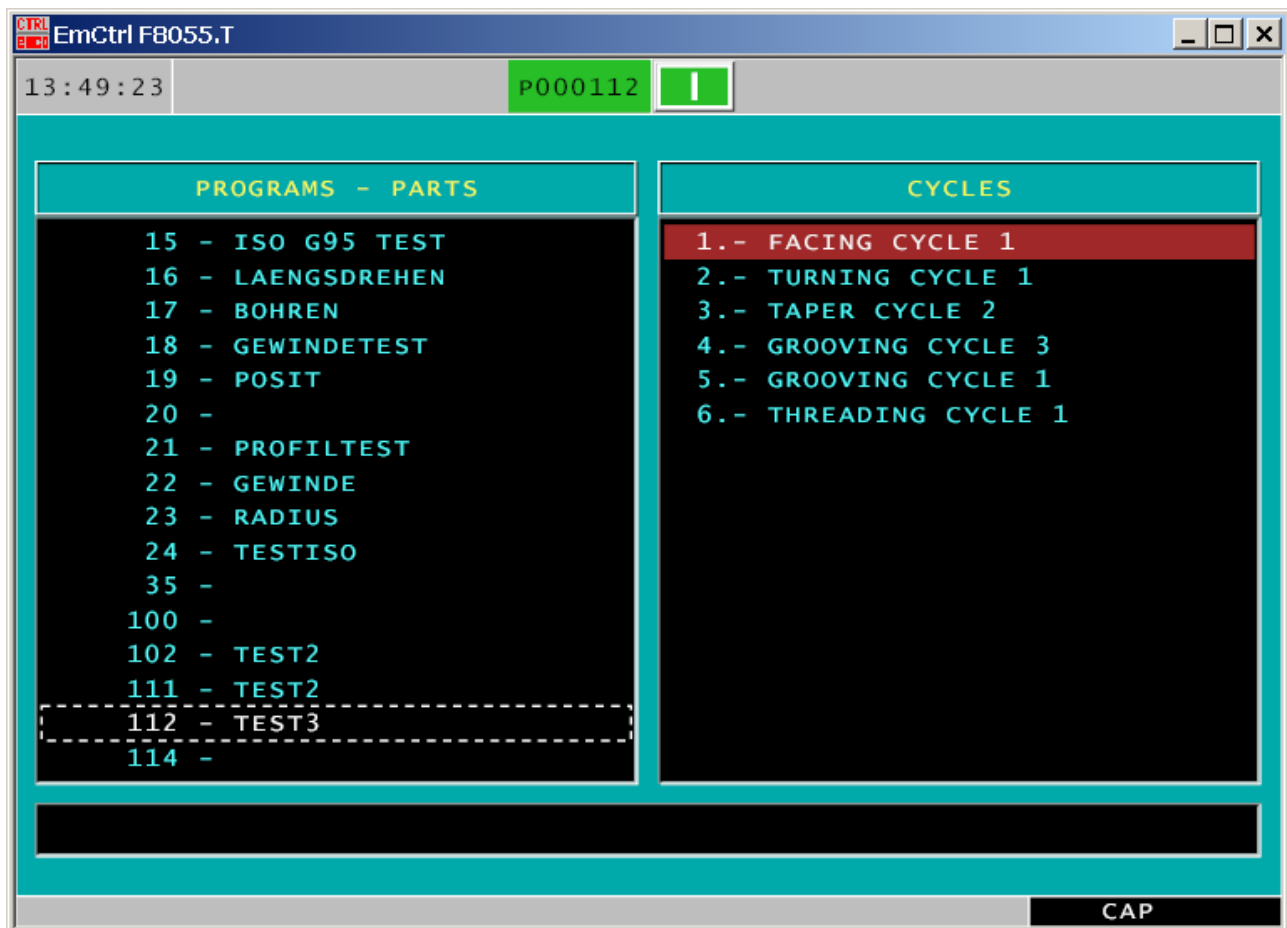 CTRL
EmCtrl F8055.T
13:49:23
P000112
I
PROGRAMS - PARTS
15 - ISO G95 TEST
16 - LAENGSDREHEN
17 - BOHREN
18 - GEWINDETEST
19 - POSIT
20 -
21 - PROFILTEST
22 - GEWINDE
23 - RADIUS
24 - TESTISO
35 -
100 -
102 - TEST2
111 - TEST2
112 - TEST3
114 -
CYCLES
1.- FACING CYCLE 1
2.- TURNING CYCLE 1
3.- TAPER CYCLE 2
4.- GROOVING CYCLE 3
5.- GROOVING CYCLE 1
6.- THREADING CYCLE 1
CAP